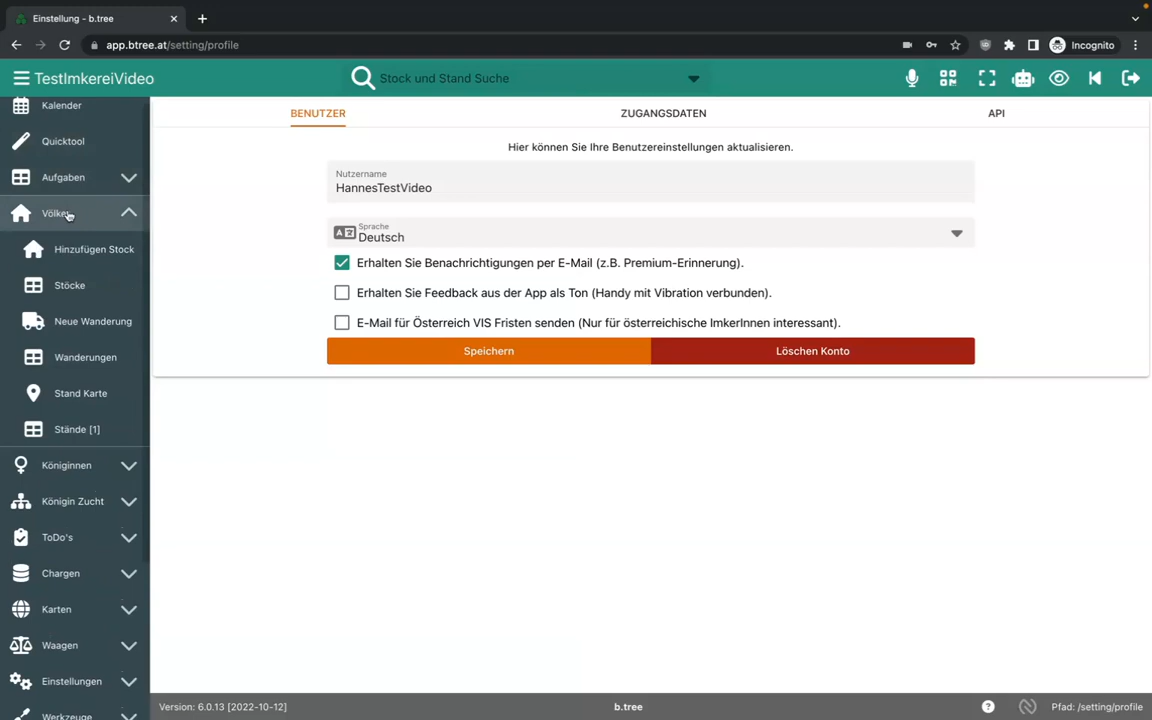 Einstellung - b.tree
app.btree.at/setting/profile
Incognito
TestImkereiVideo
Stock und Stand Suche
Kalender
Quicktool
Aufgaben
Völker
Hinzufügen Stock
Stöcke
Neue Wanderung
Wanderungen
Stand Karte
Stände [1]
Königinnen
Königin Zucht
ToDo's
Chargen
Karten
Waagen
Einstellungen
Werkzeuge
BENUTZER
ZUGANGSDATEN
API
Hier können Sie Ihre Benutzereinstellungen aktualisieren.
Nutzername
HannesTestVideo
Sprache
Deutsch
Erhalten Sie Benachrichtigungen per E-Mail (z.B. Premium-Erinnerung).
Erhalten Sie Feedback aus der App als Ton (Handy mit Vibration verbunden).
E-Mail für Österreich VIS Fristen senden (Nur für österreichische ImkerInnen interessant).
Speichern
Löschen Konto
Version: 6.0.13 [2022-10-12]
b.tree
Pfad: /setting/profile